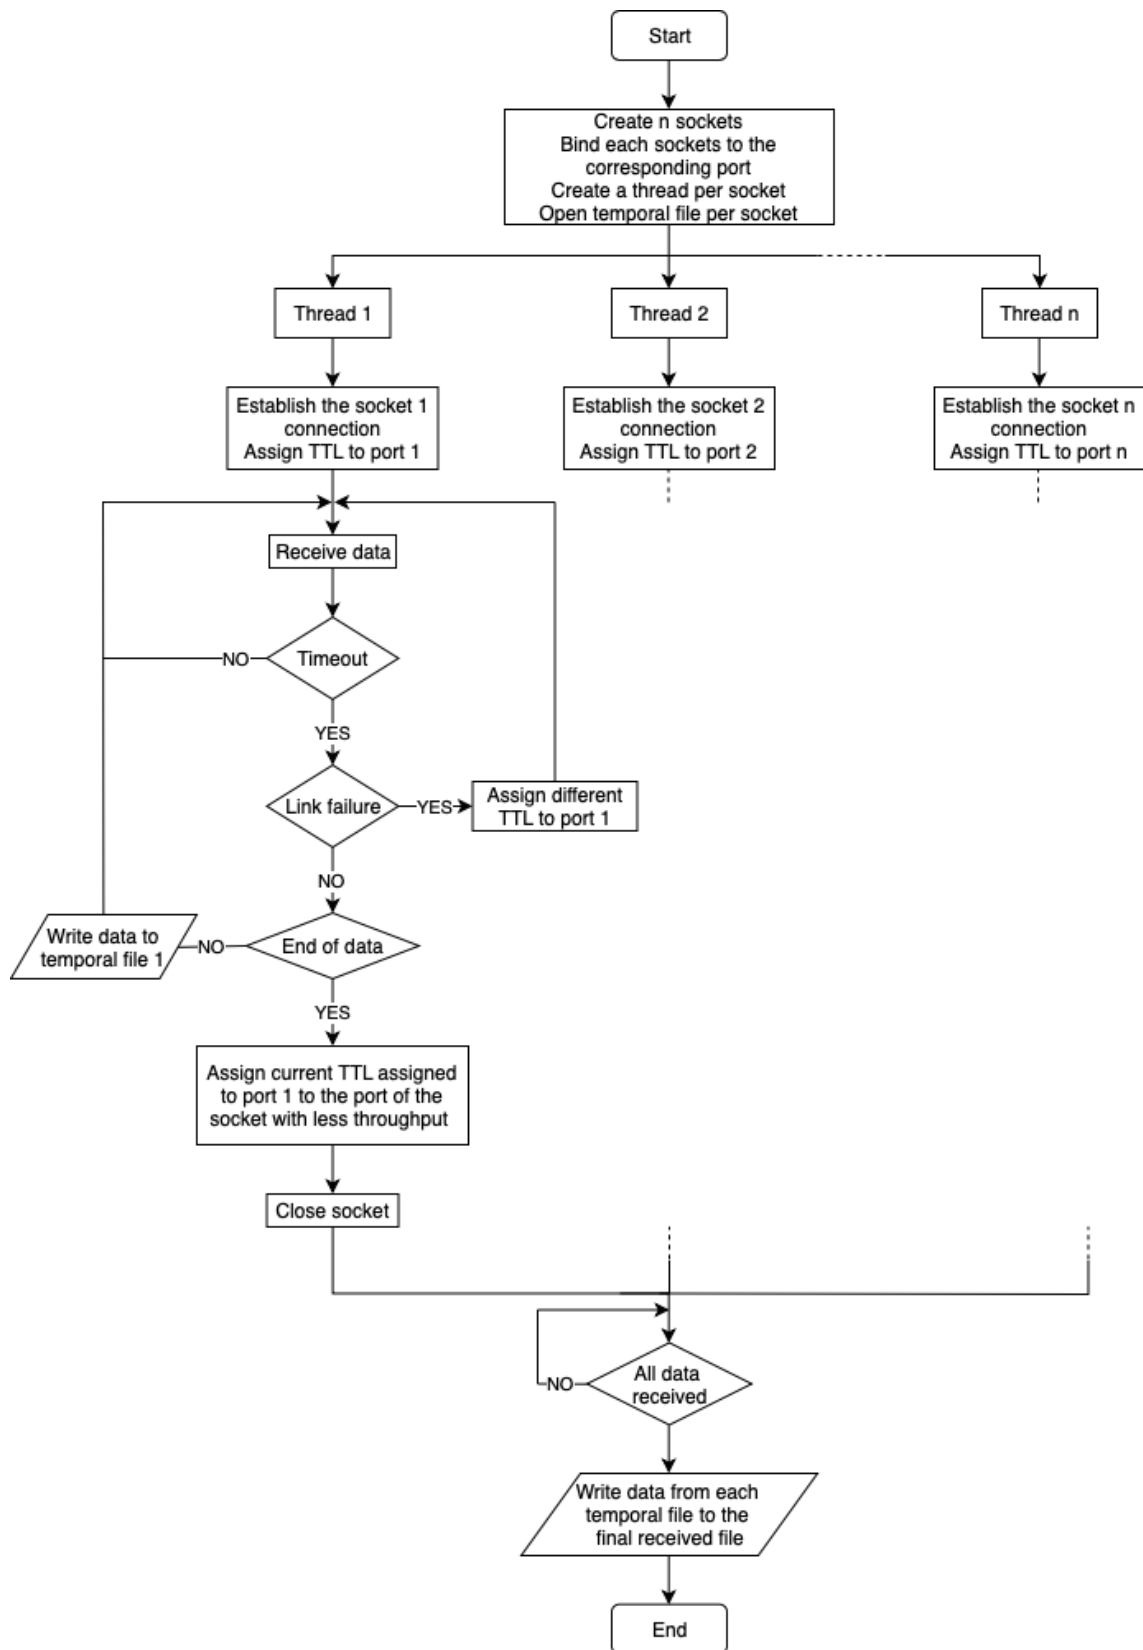 Start
Create n sockets
Bind each sockets to the
corresponding port
Create a thread per socket
Open temporal file per socket
Thread 1
Thread 2
Thread n
Establish the socket 1
connection
Assign TTL to port 1
Establish the socket 2
connection
Assign TTL to port 2
Establish the socket n
connection
Assign TTL to port n
Receive data
NO
Timeout
YES
Link failure
YES
Assign different
TTL to port 1
NO
Write data to
temporal file 1
NO
End of data
YES
Assign current TTL assigned
to port 1 to the port of the
socket with less throughput
Close socket
NO
All data
received
Write data from each
temporal file to the
final received file
End